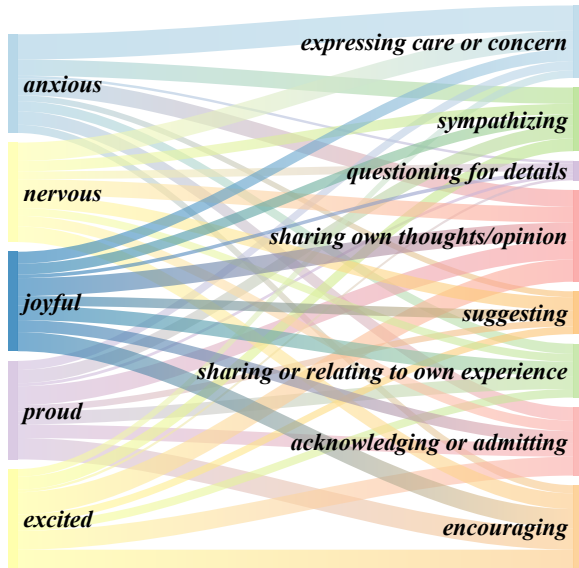 anxious
nervous
joyful
proud
excited
expressing care or concern
sympathizing
questioning for details
sharing own thoughts/opinion
suggesting
sharing or relating to own experience
acknowledging or admitting
encouraging